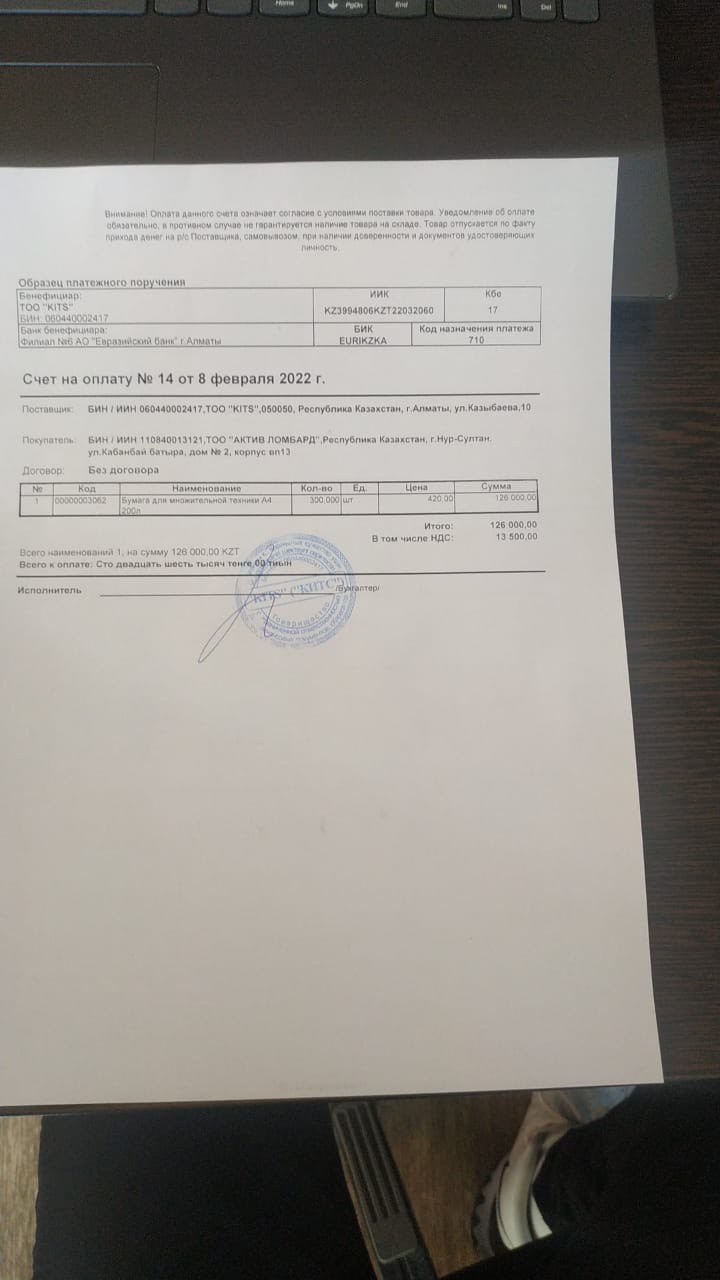 Home
PgDn
End
Ins
Del
Внимание! Оплата данного счета означает согласие с условиями поставки товара. Уведомление об оплате
обязательно, в противном случае не гарантируется наличие товара на складе. Товар отпускается по факту
прихода денег на р/с Поставщика, самовывозом, при наличии доверенности и документов удостоверяющих
личность.
Образец платежного поручения
Бенефициар: ИИК Кбе
ТОО "KITS" KZ3994806KZT22032060 17
БИН: 060440002417
Банк бенефициара: БИК Код назначения платежа
Филиал №6 АО "Евразийский банк" г.Алматы EURIKZKA 710
Счет на оплату № 14 от 8 февраля 2022 г.
Поставщик: БИН / ИИН 060440002417,ТОО "KITS",050050, Республика Казахстан, г.Алматы, ул.Казыбаева,10
Покупатель: БИН / ИИН 110840013121,ТОО "АКТИВ ЛОМБАРД",Республика Казахстан, г.Нур-Султан,
ул.Кабанбай батыра, дом № 2, корпус вп13
Договор: Без договора
№ Код Наименование Кол-во Ед. Цена Сумма
1 00000003062 Бумага для множительной техники А4 300,000 шт 420,00 126 000,00
200л
Итого: 126 000,00
В том числе НДС: 13 500,00
Всего наименований 1, на сумму 126 000,00 KZT
Всего к оплате: Сто двадцать шесть тысяч тенге 00 тиын
Исполнитель /Бухгалтер/
"KITS" ("КИТС")
Товарищество